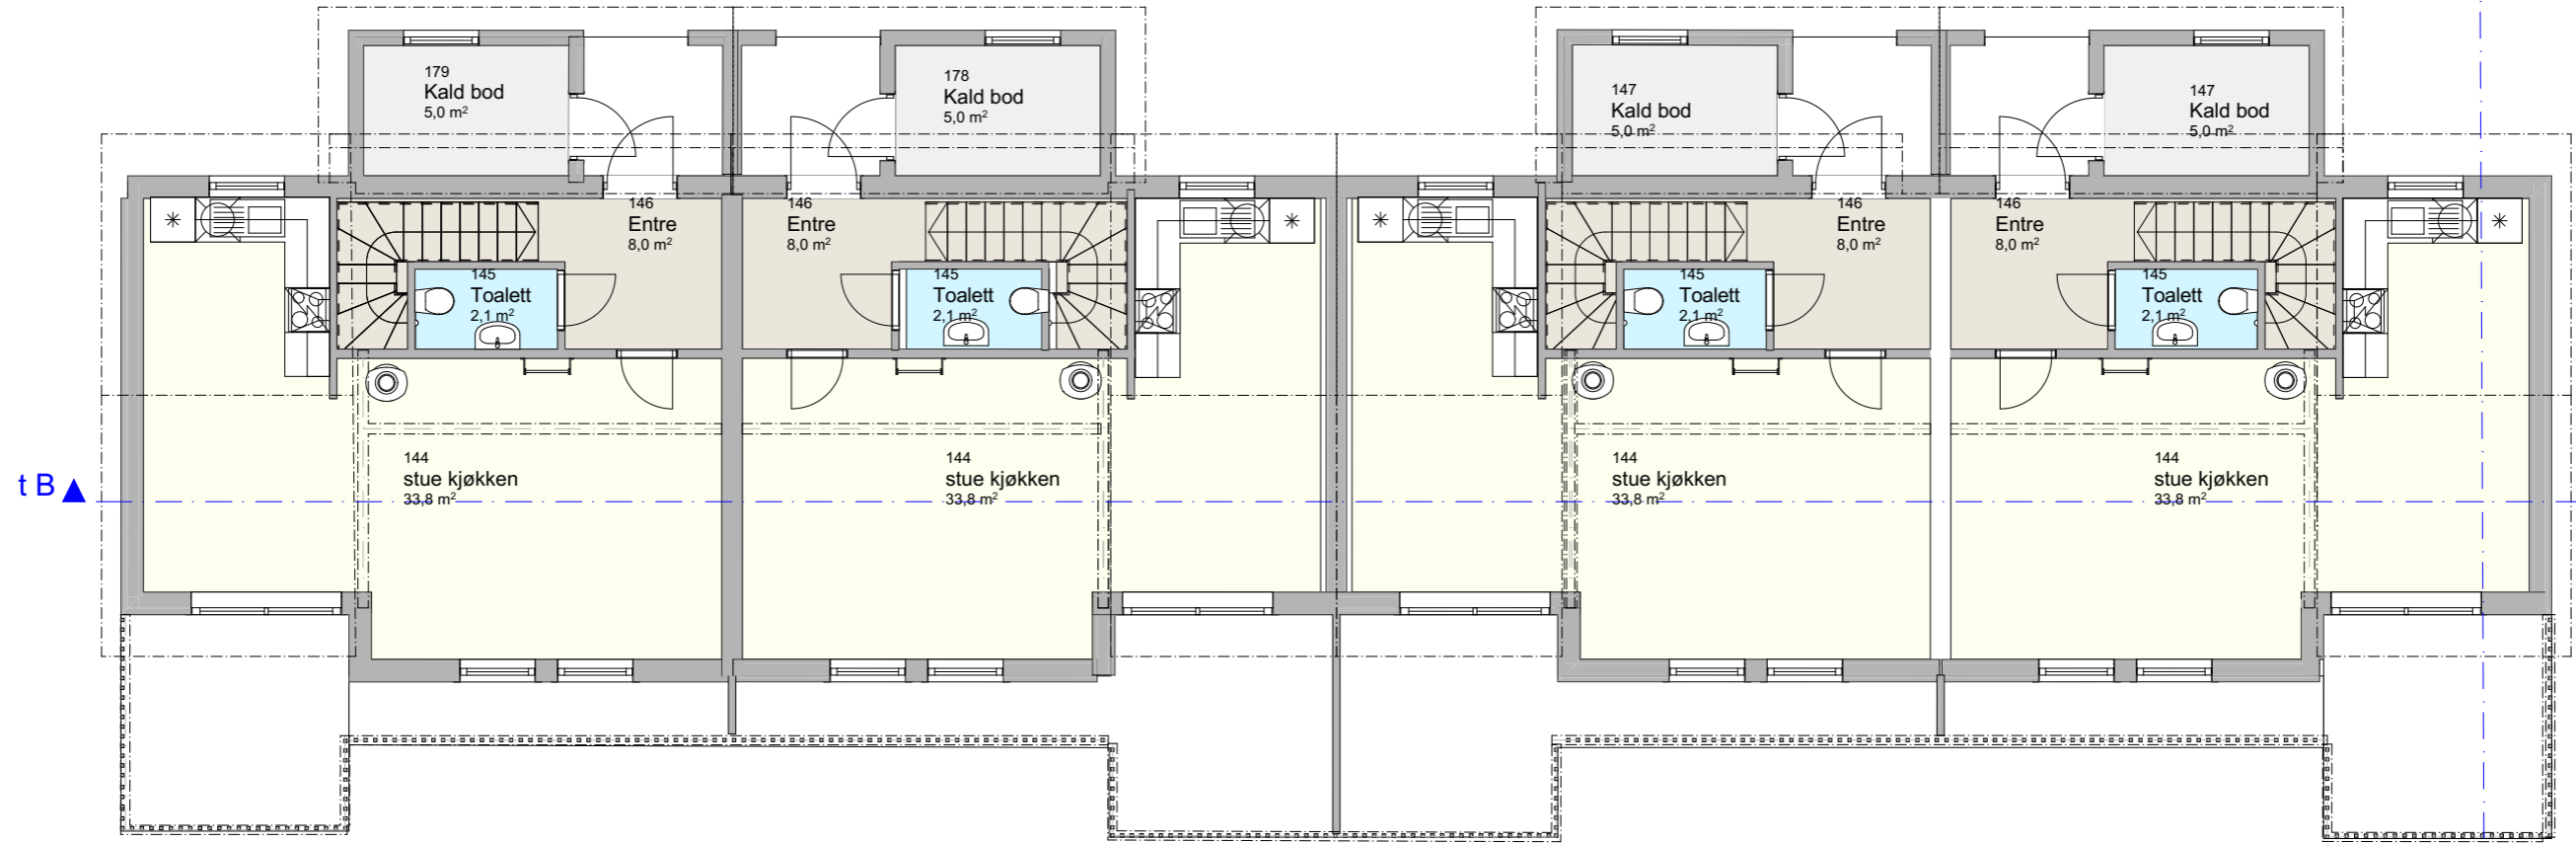 179
Kald bod
5,0 m²
178
Kald bod
5,0 m²
147
Kald bod
5,0 m²
147
Kald bod
5,0 m²
146
Entre
8,0 m²
146
Entre
8,0 m²
146
Entre
8,0 m²
146
Entre
8,0 m²
145
Toalett
2,1 m²
145
Toalett
2,1 m²
145
Toalett
2,1 m²
145
Toalett
2,1 m²
144
stue kjøkken
33,8 m²
144
stue kjøkken
33,8 m²
144
stue kjøkken
33,8 m²
144
stue kjøkken
33,8 m²
t B